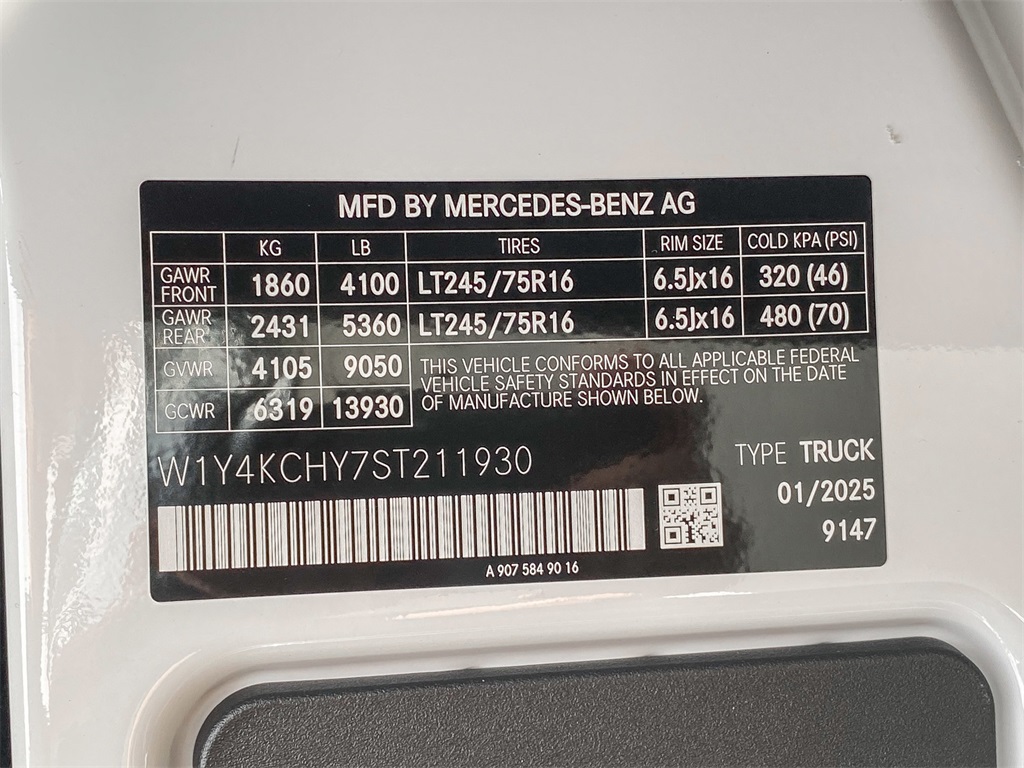 MFD BY MERCEDES-BENZ AG
KG LB TIRES RIM SIZE COLD KPA (PSI)
GAWR FRONT 1860 4100 LT245/75R16 6.5Jx16 320 (46)
GAWR REAR 2431 5360 LT245/75R16 6.5Jx16 480 (70)
GVWR 4105 9050
GCWR 6319 13930
THIS VEHICLE CONFORMS TO ALL APPLICABLE FEDERAL
VEHICLE SAFETY STANDARDS IN EFFECT ON THE DATE
OF MANUFACTURE SHOWN BELOW.
W1Y4KCHY7ST211930
TYPE TRUCK
01/2025
9147
A 907 584 90 16